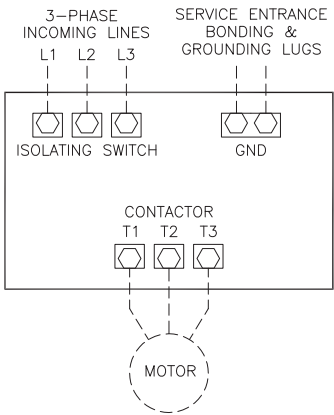 3-PHASE
INCOMING LINES
L1 L2 L3
SERVICE ENTRANCE
BONDING &
GROUNDING LUGS
ISOLATING SWITCH
GND
CONTACTOR
T1 T2 T3
MOTOR